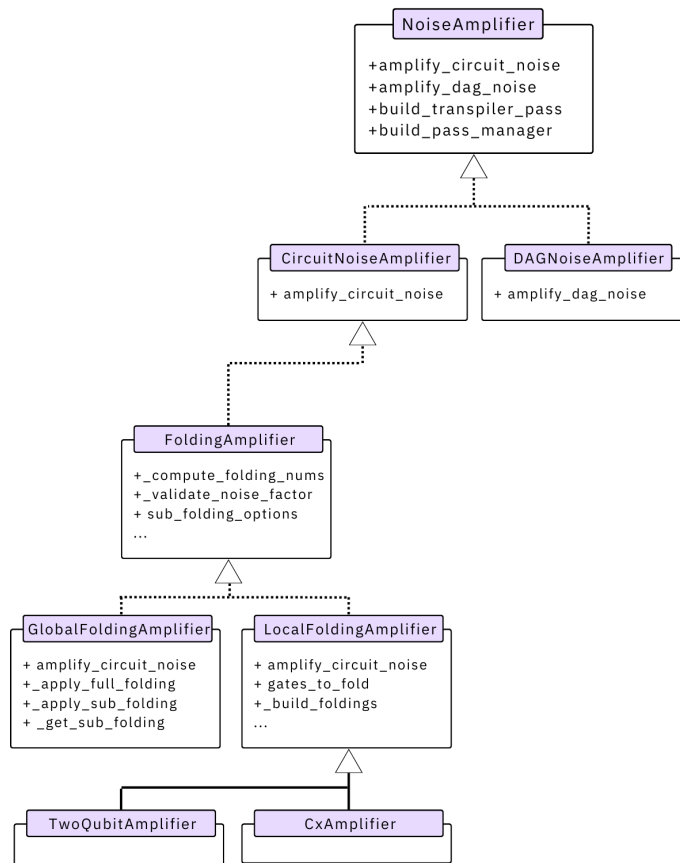 NoiseAmplifier
+amplify_circuit_noise
+amplify_dag_noise
+build_transpiler_pass
+build_pass_manager
CircuitNoiseAmplifier
+ amplify_circuit_noise
DAGNoiseAmplifier
+ amplify_dag_noise
FoldingAmplifier
+_compute_folding_nums
+_validate_noise_factor
+ sub_folding_options
...
GlobalFoldingAmplifier
+ amplify_circuit_noise
+_apply_full_folding
+_apply_sub_folding
+ _get_sub_folding
LocalFoldingAmplifier
+ amplify_circuit_noise
+ gates_to_fold
+_build_foldings
...
TwoQubitAmplifier
CxAmplifier